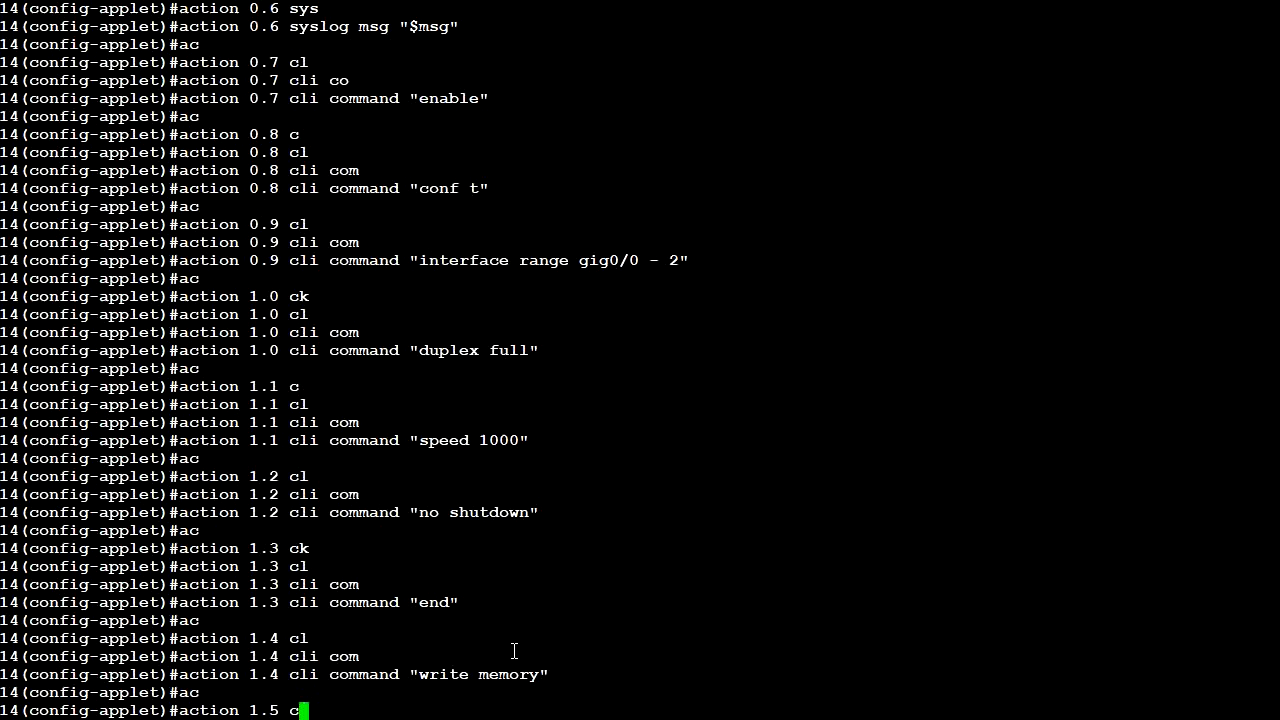 14(config-applet)#action 0.6 sys
14(config-applet)#action 0.6 syslog msg "$msg"
14(config-applet)#ac
14(config-applet)#action 0.7 cl
14(config-applet)#action 0.7 cli co
14(config-applet)#action 0.7 cli command "enable"
14(config-applet)#ac
14(config-applet)#action 0.8 c
14(config-applet)#action 0.8 cl
14(config-applet)#action 0.8 cli com
14(config-applet)#action 0.8 cli command "conf t"
14(config-applet)#ac
14(config-applet)#action 0.9 cl
14(config-applet)#action 0.9 cli com
14(config-applet)#action 0.9 cli command "interface range gig0/0 - 2"
14(config-applet)#ac
14(config-applet)#action 1.0 ck
14(config-applet)#action 1.0 cl
14(config-applet)#action 1.0 cli com
14(config-applet)#action 1.0 cli command "duplex full"
14(config-applet)#ac
14(config-applet)#action 1.1 c
14(config-applet)#action 1.1 cl
14(config-applet)#action 1.1 cli com
14(config-applet)#action 1.1 cli command "speed 1000"
14(config-applet)#ac
14(config-applet)#action 1.2 cl
14(config-applet)#action 1.2 cli com
14(config-applet)#action 1.2 cli command "no shutdown"
14(config-applet)#ac
14(config-applet)#action 1.3 ck
14(config-applet)#action 1.3 cl
14(config-applet)#action 1.3 cli com
14(config-applet)#action 1.3 cli command "end"
14(config-applet)#ac
14(config-applet)#action 1.4 cl
14(config-applet)#action 1.4 cli com
14(config-applet)#action 1.4 cli command "write memory"
14(config-applet)#ac
14(config-applet)#action 1.5 c